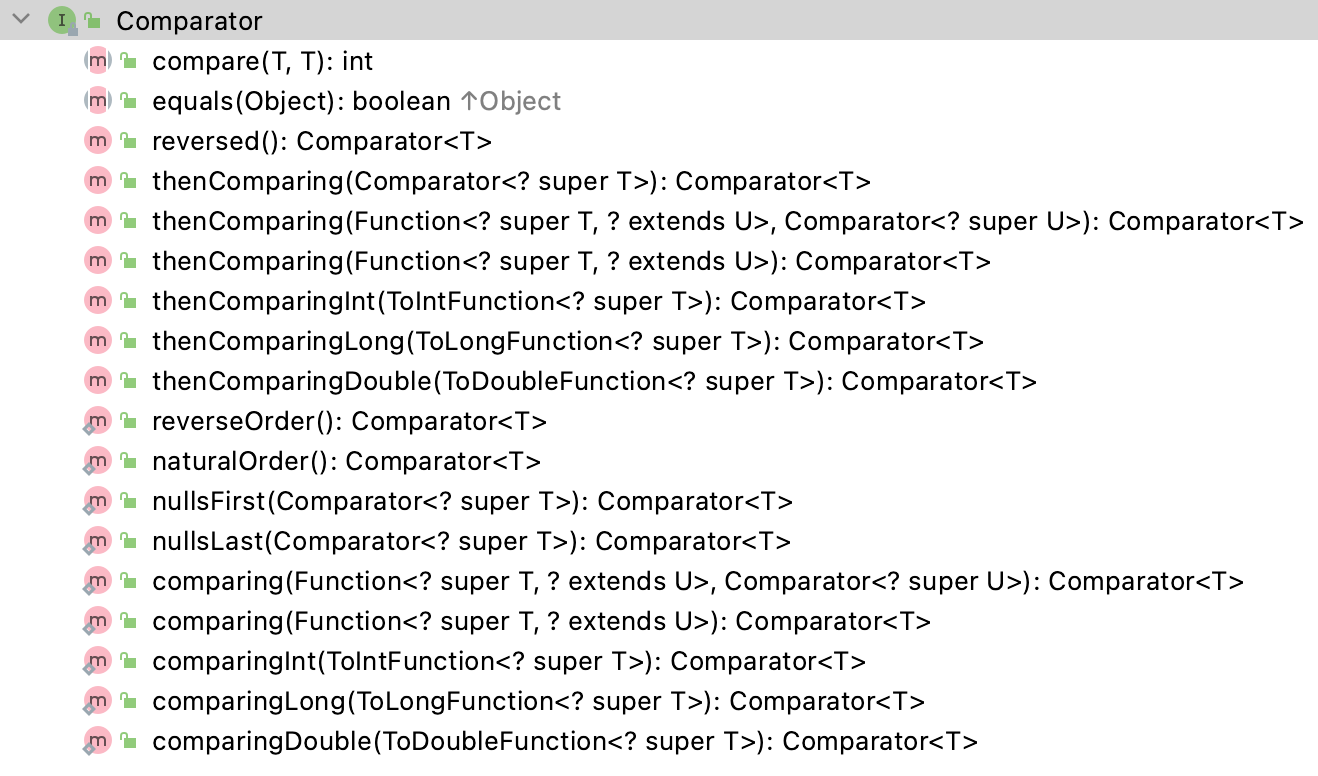 Comparator
compare(T, T): int
equals(Object): boolean ↑Object
reversed(): Comparator<T>
thenComparing(Comparator<? super T>): Comparator<T>
thenComparing(Function<? super T, ? extends U>, Comparator<? super U>): Comparator<T>
thenComparing(Function<? super T, ? extends U>): Comparator<T>
thenComparingInt(ToIntFunction<? super T>): Comparator<T>
thenComparingLong(ToLongFunction<? super T>): Comparator<T>
thenComparingDouble(ToDoubleFunction<? super T>): Comparator<T>
reverseOrder(): Comparator<T>
naturalOrder(): Comparator<T>
nullsFirst(Comparator<? super T>): Comparator<T>
nullsLast(Comparator<? super T>): Comparator<T>
comparing(Function<? super T, ? extends U>, Comparator<? super U>): Comparator<T>
comparing(Function<? super T, ? extends U>): Comparator<T>
comparingInt(ToIntFunction<? super T>): Comparator<T>
comparingLong(ToLongFunction<? super T>): Comparator<T>
comparingDouble(ToDoubleFunction<? super T>): Comparator<T>